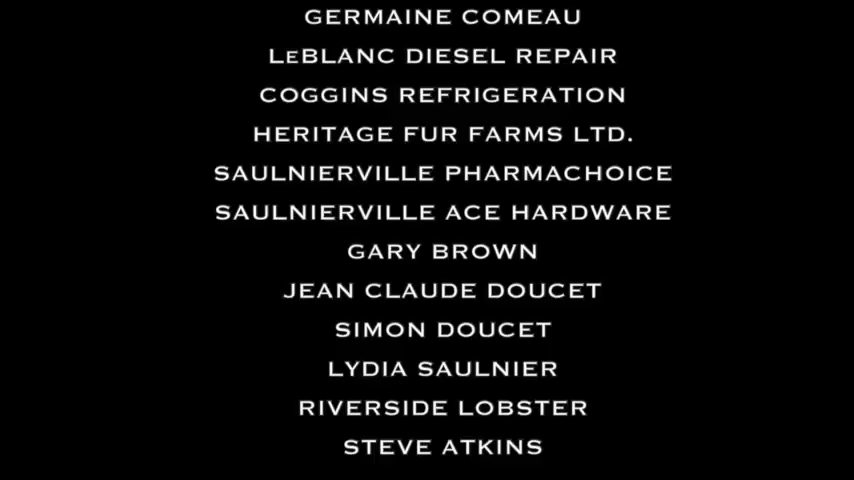 GERMAINE COMEAU
LeBLANC DIESEL REPAIR
COGGINS REFRIGERATION
HERITAGE FUR FARMS LTD.
SAULNIERVILLE PHARMACHOICE
SAULNIERVILLE ACE HARDWARE
GARY BROWN
JEAN CLAUDE DOUCET
SIMON DOUCET
LYDIA SAULNIER
RIVERSIDE LOBSTER
STEVE ATKINS